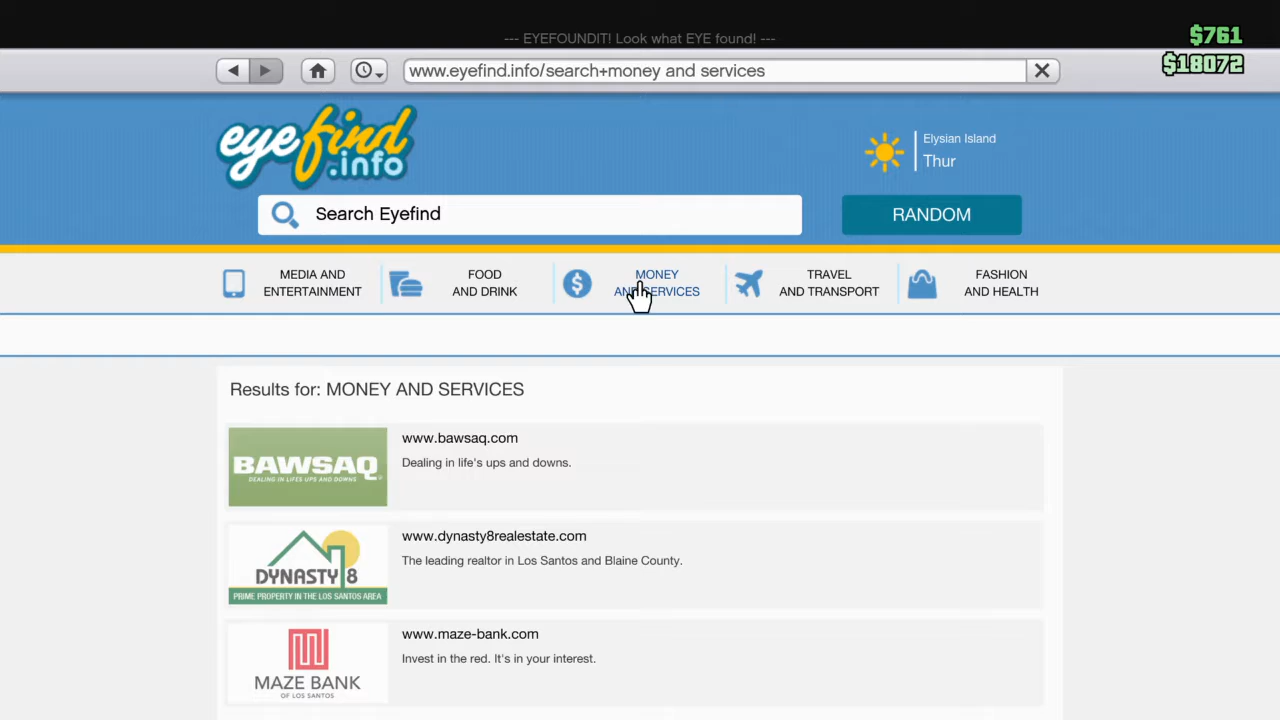 --- EYEFOUNDIT! Look what EYE found! ---
$761
$18072
www.eyefind.info/search+money and services
eyefind
.info
Elysian Island
Thur
Search Eyefind
RANDOM
MEDIA AND
ENTERTAINMENT
FOOD
AND DRINK
MONEY
AND SERVICES
TRAVEL
AND TRANSPORT
FASHION
AND HEALTH
Results for: MONEY AND SERVICES
BAWSAQ
DEALING IN LIFES UPS AND DOWNS
www.bawsaq.com
Dealing in life's ups and downs.
DYNASTY 8
PRIME PROPERTY IN THE LOS SANTOS AREA
www.dynasty8realestate.com
The leading realtor in Los Santos and Blaine County.
MAZE BANK
OF LOS SANTOS
www.maze-bank.com
Invest in the red. It's in your interest.